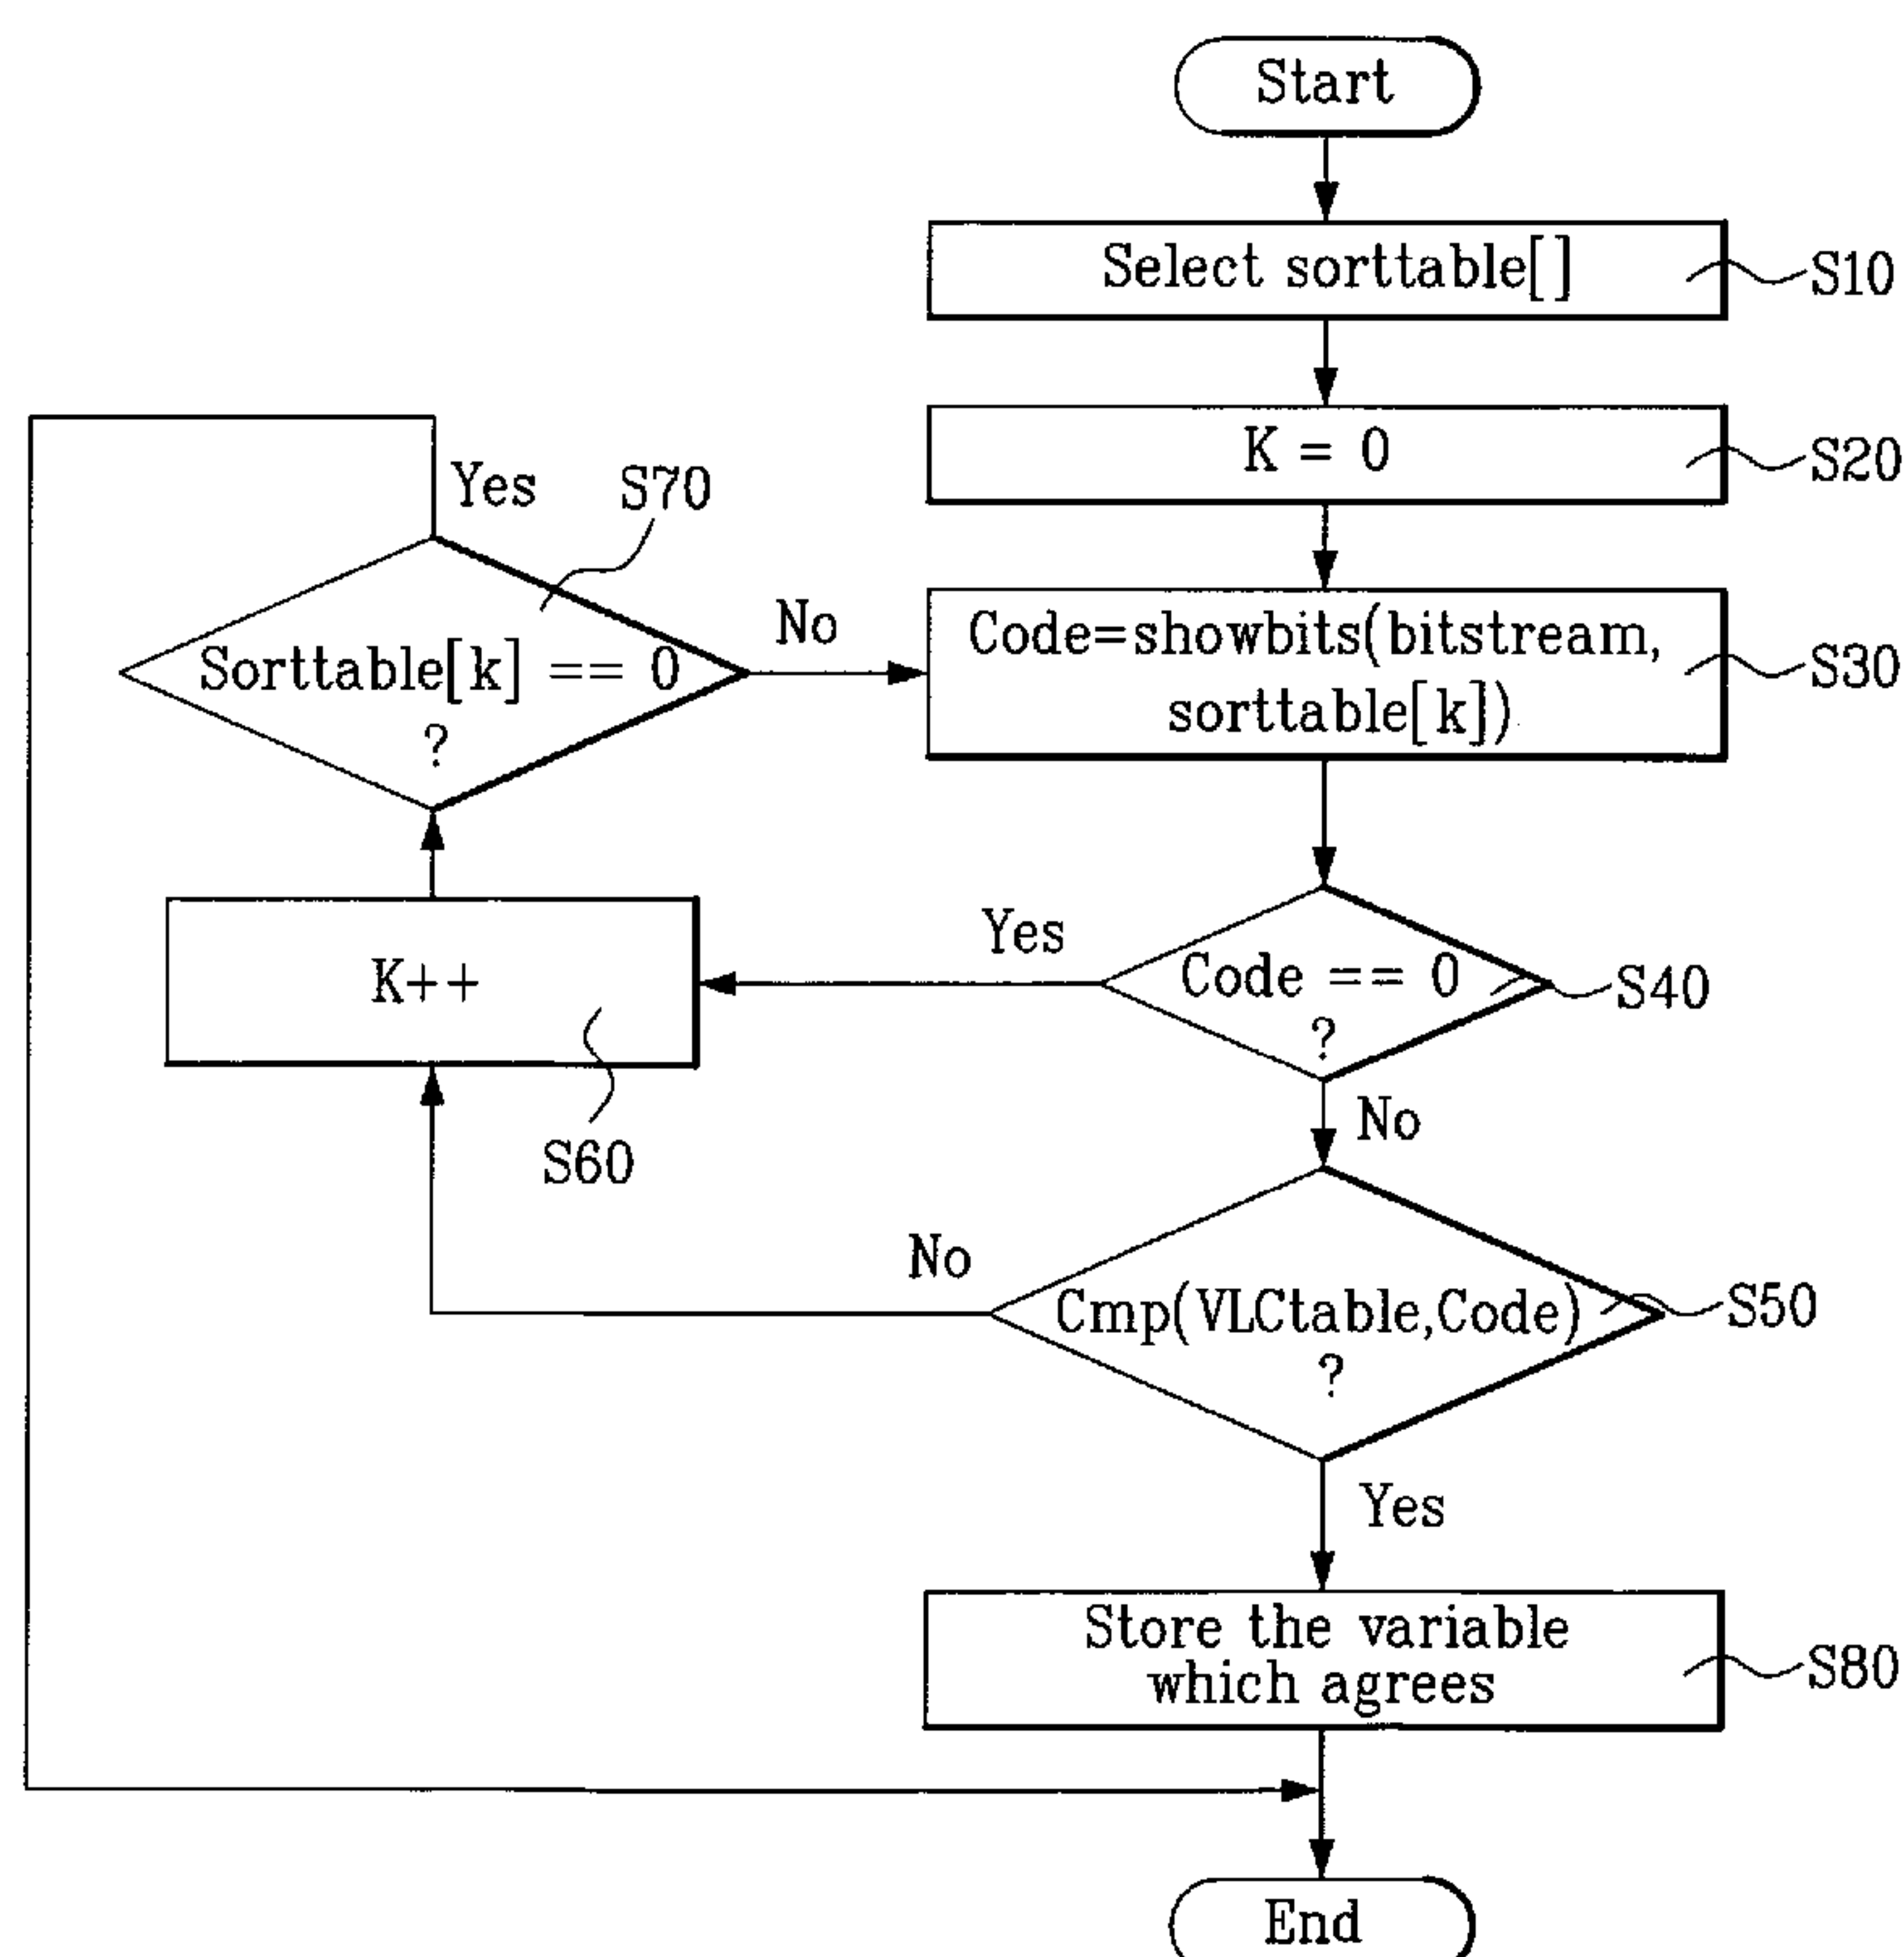 Start
Select sorttable[]
S10
K = 0
S20
Yes
S70
Sorttable[k] == 0
?
No
Code=showbits(bitstream,
sorttable[k])
S30
K++
S60
Yes
Code == 0
?
S40
No
No
Cmp(VLCtable,Code)
?
S50
Yes
Store the variable
which agrees
S80
End